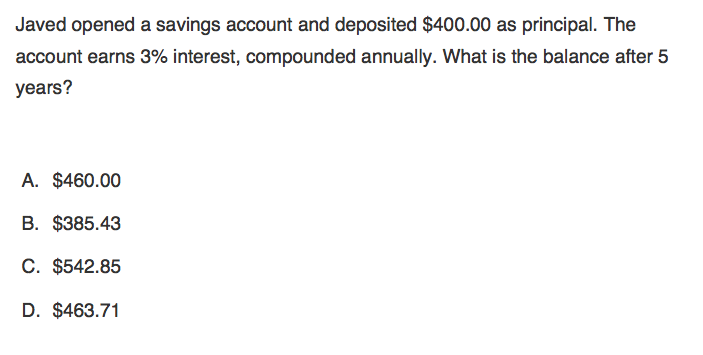 Javed opened a savings account and deposited $400.00 as principal. The
account earns 3% interest, compounded annually. What is the balance after 5
years?
A. $460.00
B. $385.43
C. $542.85
D. $463.71